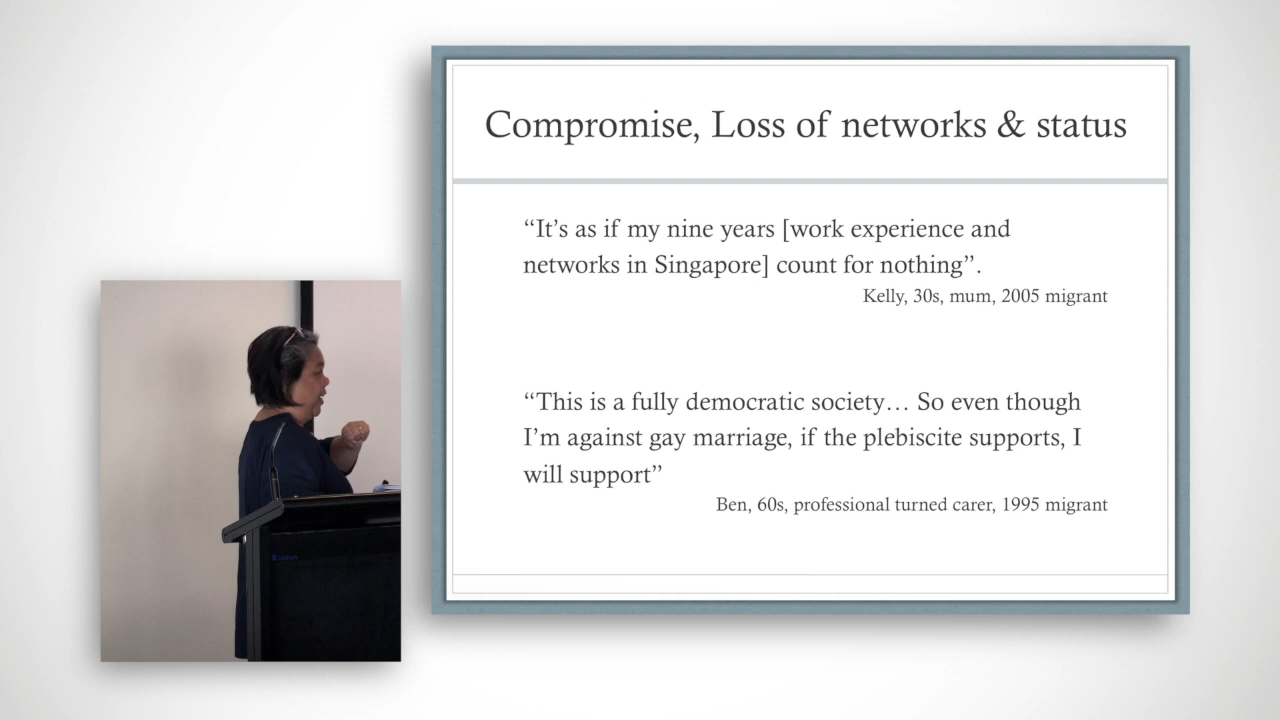 Compromise, Loss of networks & status
“It’s as if my nine years [work experience and
networks in Singapore] count for nothing”.
Kelly, 30s, mum, 2005 migrant
“This is a fully democratic society… So even though
I’m against gay marriage, if the plebiscite supports, I
will support”
Ben, 60s, professional turned carer, 1995 migrant